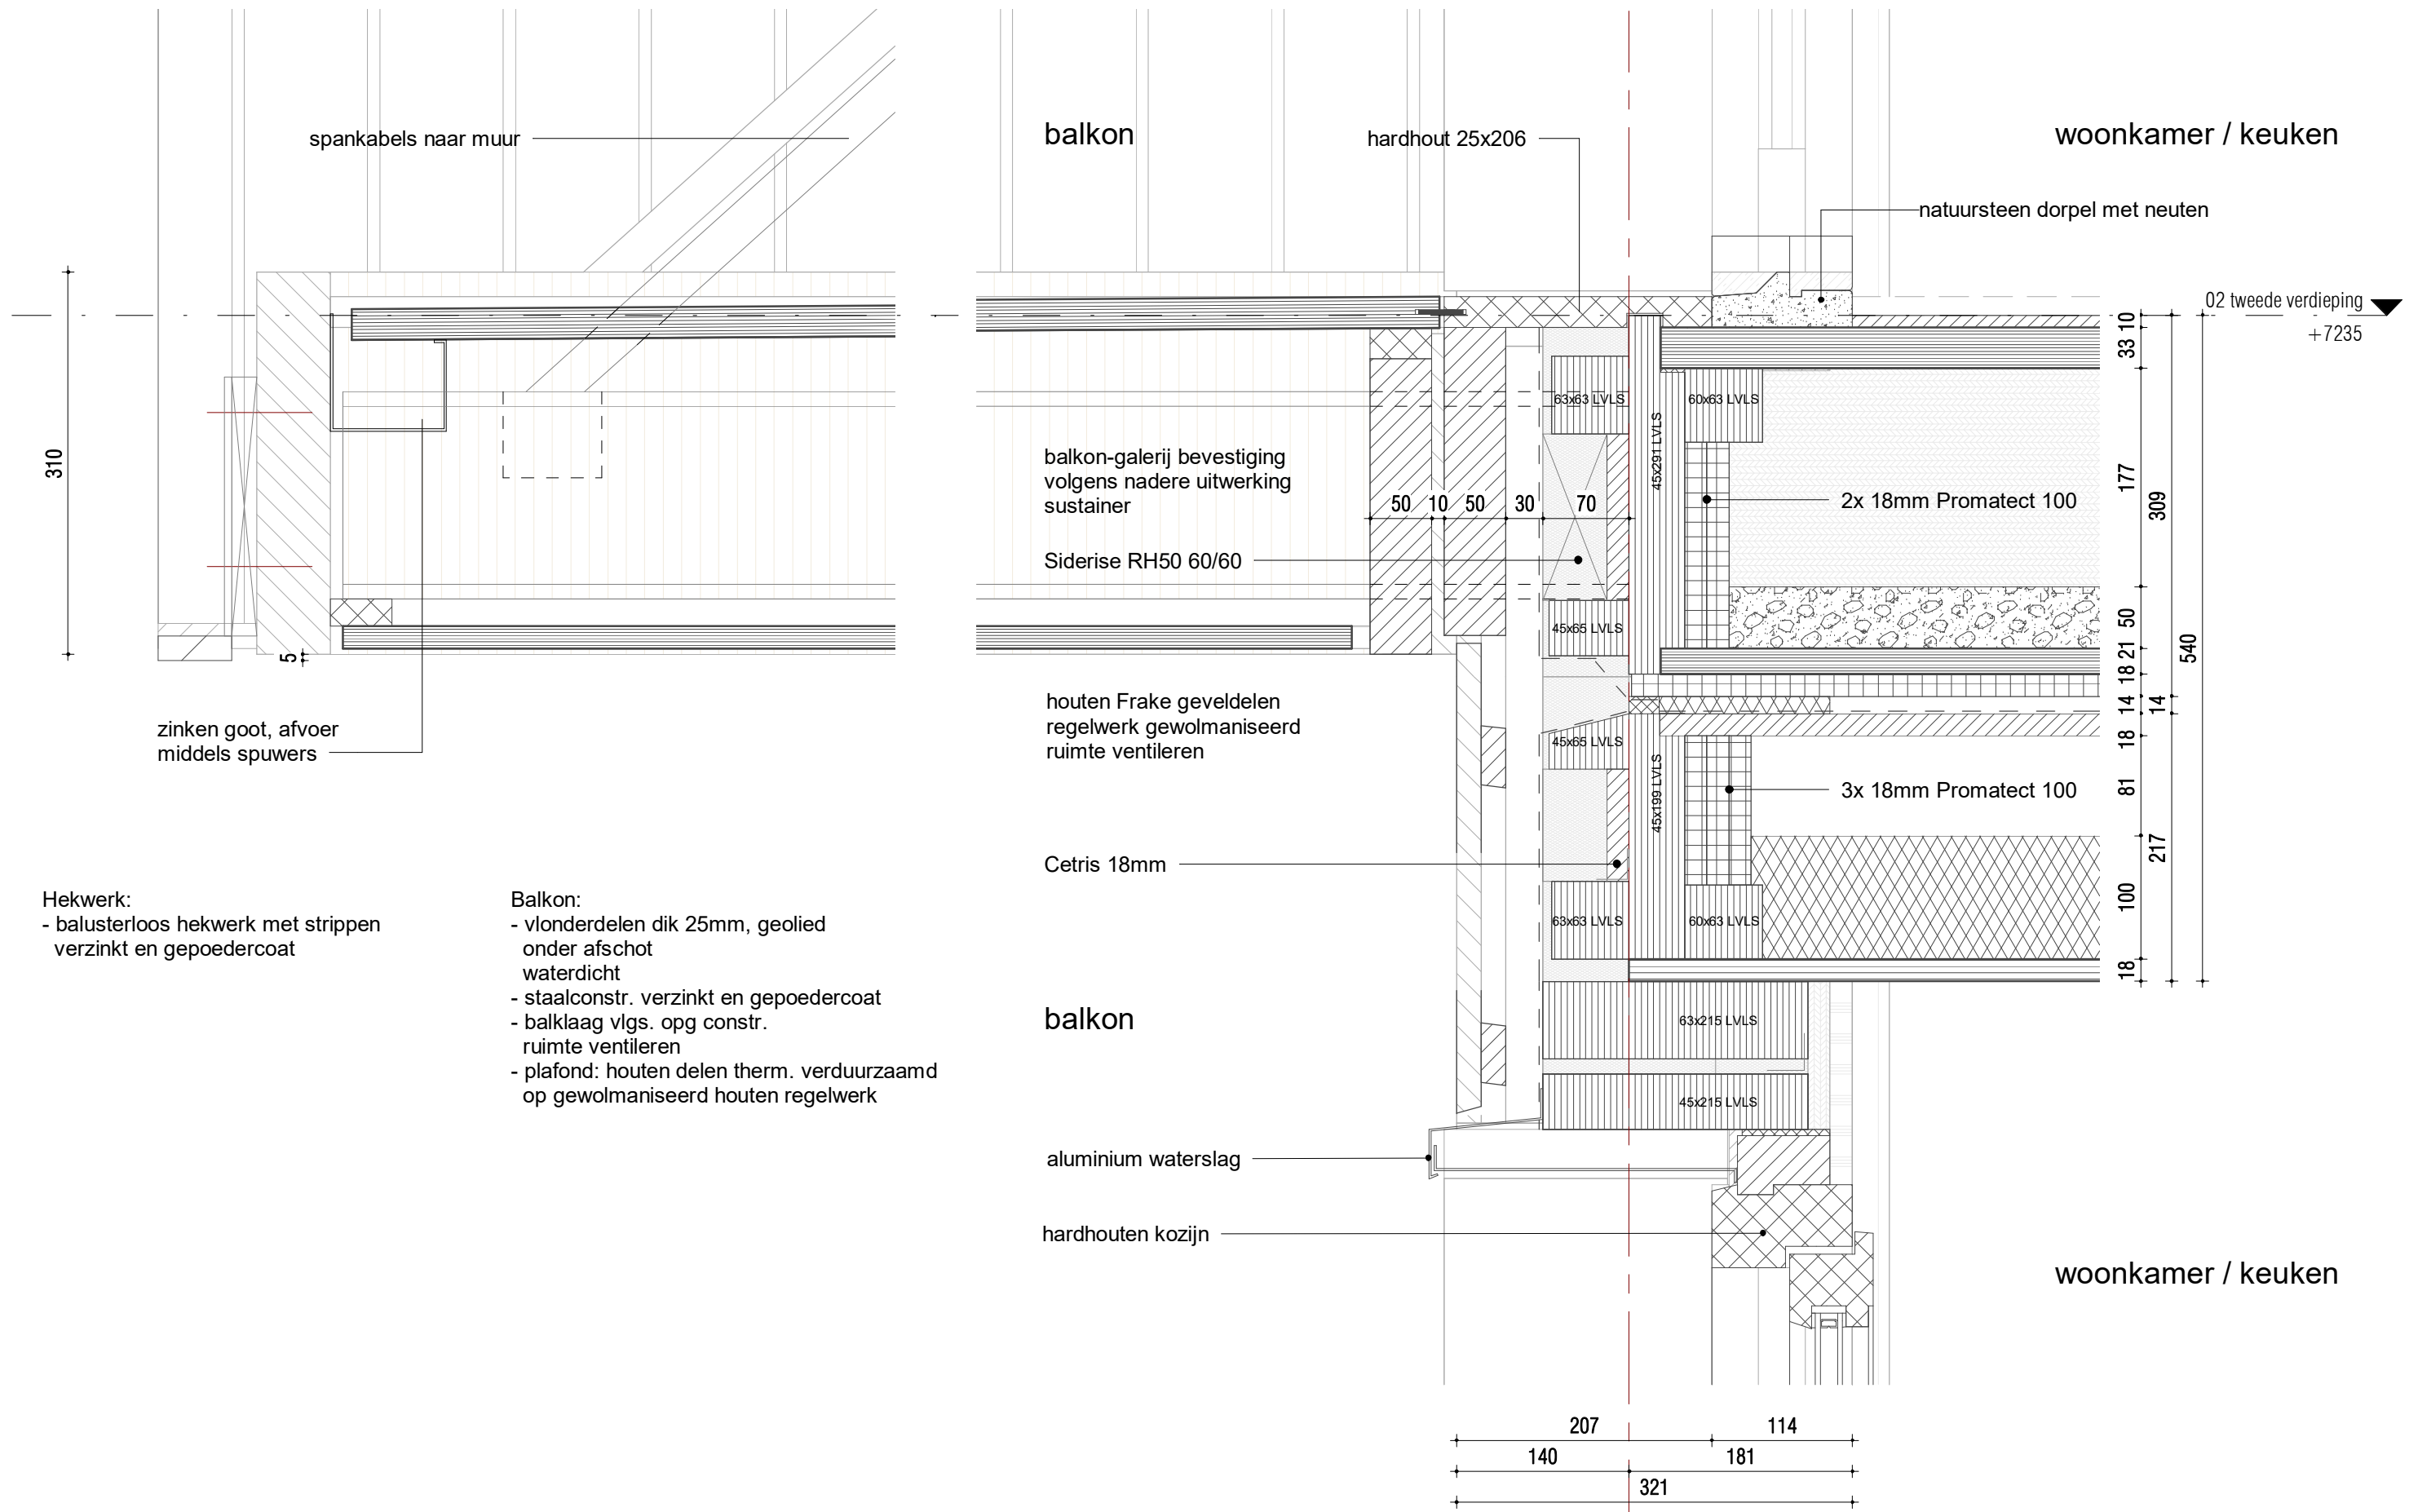 balkon
woonkamer / keuken
spankabels naar muur
hardhout 25x206
natuursteen dorpel met neuten
02 tweede verdieping
+7235
10
33
63x63 LVLS
45x291 LVLS
60x63 LVLS
310
balkon-galerij bevestiging
volgens nadere uitwerking
sustainer
50
10
50
30
70
2x 18mm Promatect 100
177
309
Siderise RH50 60/60
45x65 LVLS
50
21
540
5
18
14
14
houten Frake geveldelen
regelwerk gewolmaniseerd
ruimte ventileren
zinken goot, afvoer
middels spuwers
45x65 LVLS
18
45x199 LVLS
3x 18mm Promatect 100
81
217
Cetris 18mm
Hekwerk:
- balusterloos hekwerk met strippen
verzinkt en gepoedercoat
Balkon:
- vlonderdelen dik 25mm, geolied
onder afschot
waterdicht
- staalconstr. verzinkt en gepoedercoat
- balklaag vlgs. opg constr.
ruimte ventileren
- plafond: houten delen therm. verduurzaamd
op gewolmaniseerd houten regelwerk
63x63 LVLS
60x63 LVLS
100
18
balkon
63x215 LVLS
45x215 LVLS
aluminium waterslag
hardhouten kozijn
woonkamer / keuken
207
114
140
181
321